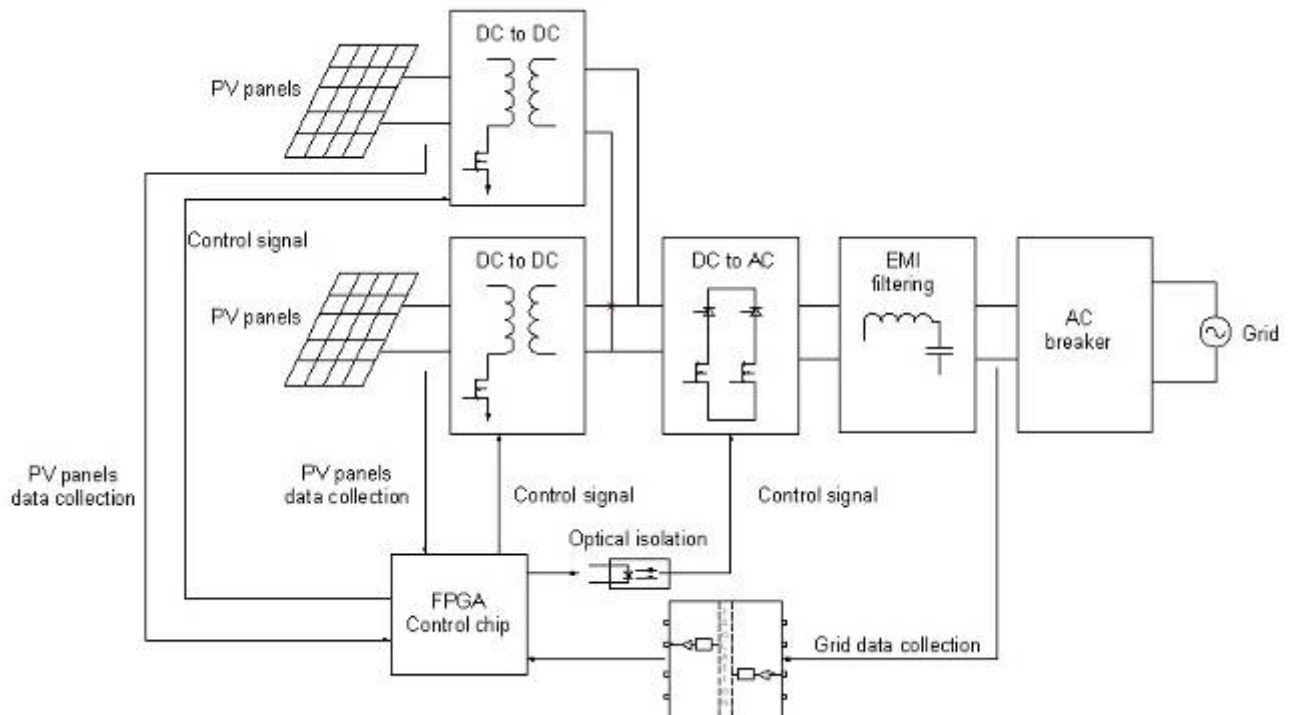 DC to DC
PV panels
Control signal
DC to DC
PV panels
DC to AC
EMI
filtering
AC
breaker
Grid
PV panels
data collection
PV panels
data collection
Control signal
Control signal
Optical isolation
FPGA
Control chip
Grid data collection